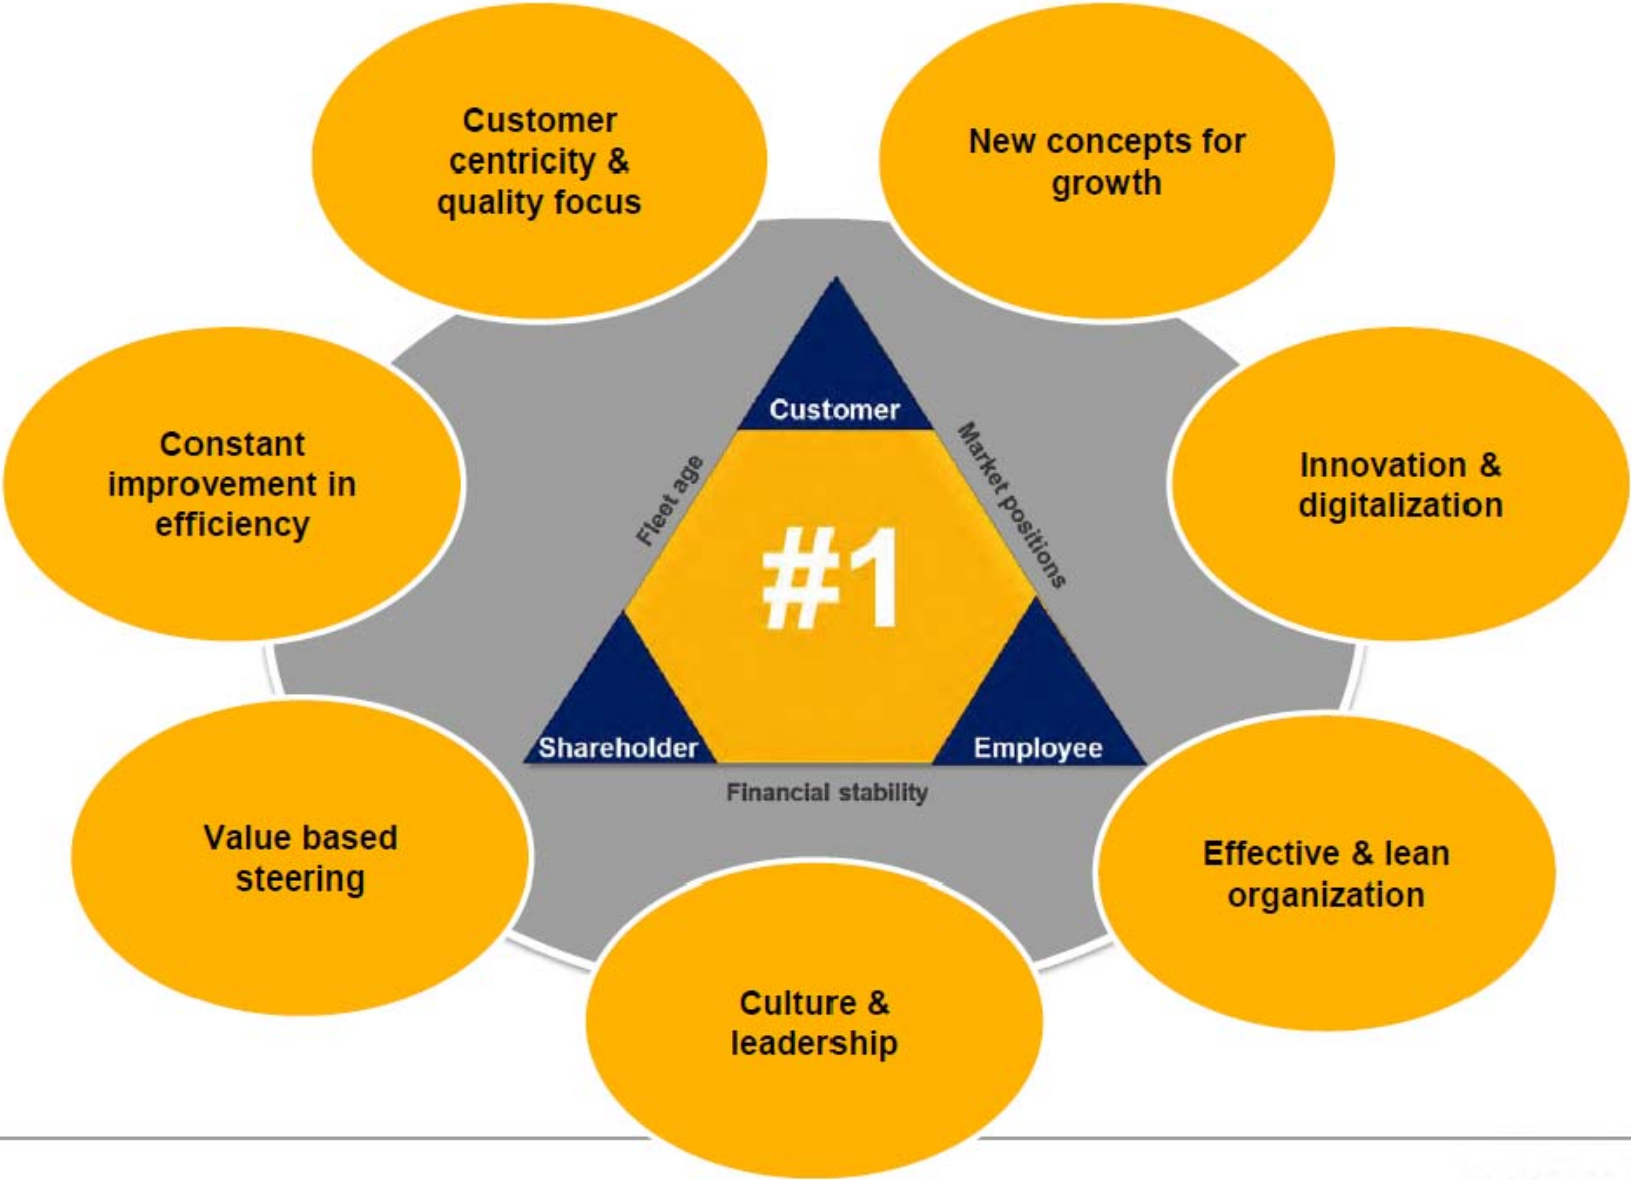 Customer
centricity &
quality focus
New concepts for
growth
Constant
improvement in
efficiency
Innovation &
digitalization
Customer
Fleet age
Market positions
#1
Shareholder
Employee
Financial stability
Value based
steering
Effective & lean
organization
Culture &
leadership